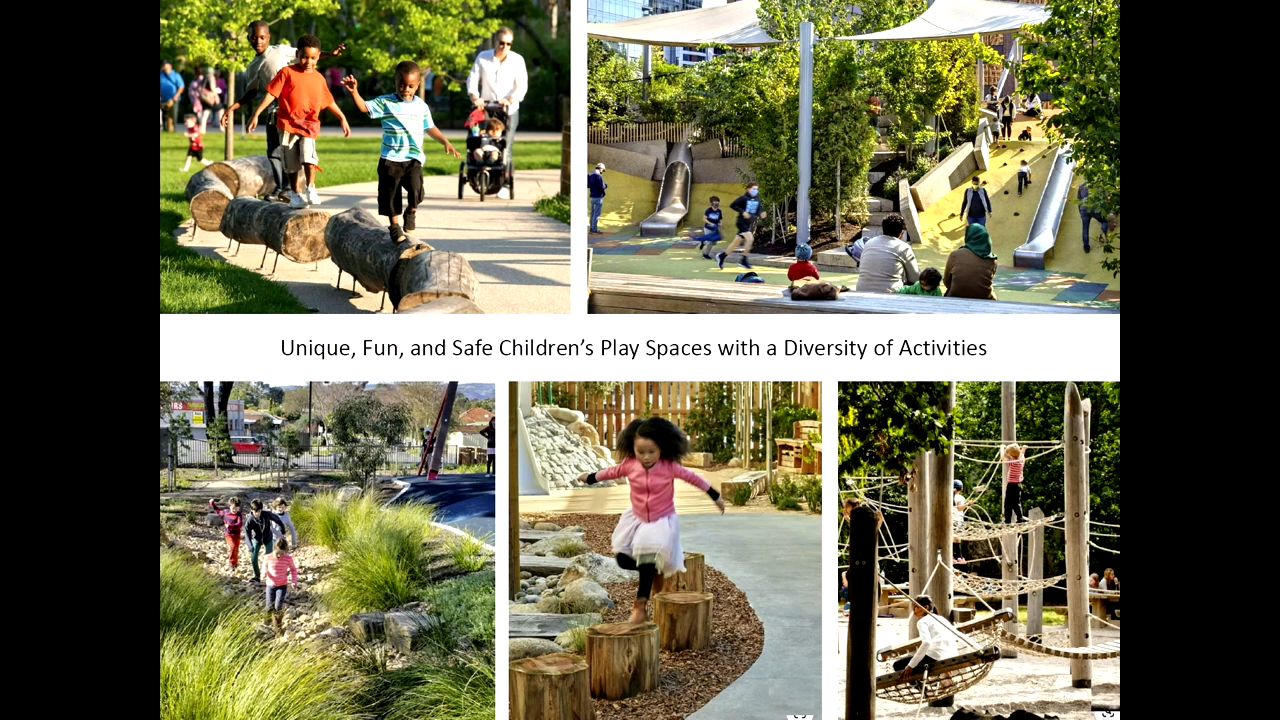 Unique, Fun, and Safe Children’s Play Spaces with a Diversity of Activities